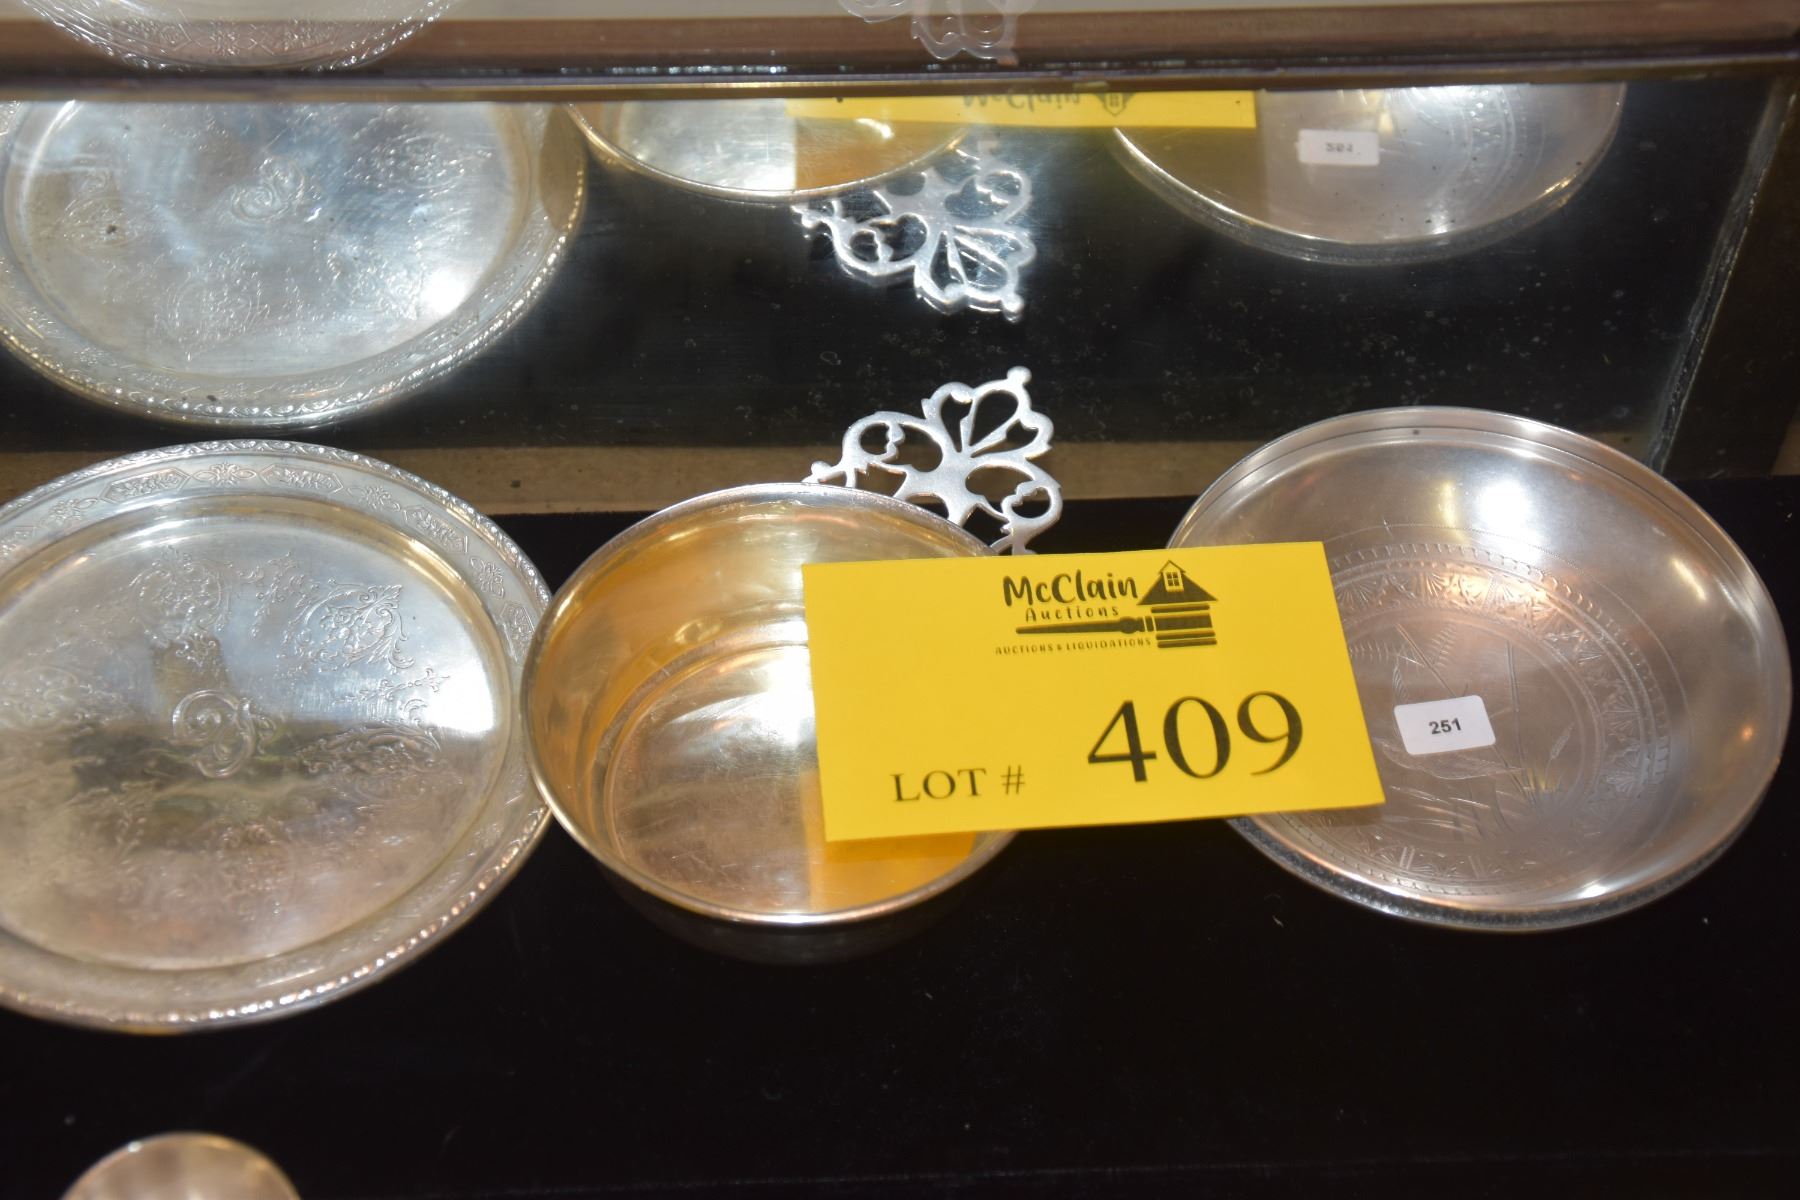 McClain
Auctions
AUCTIONS & LIQUIDATIONS
LOT # 409
251